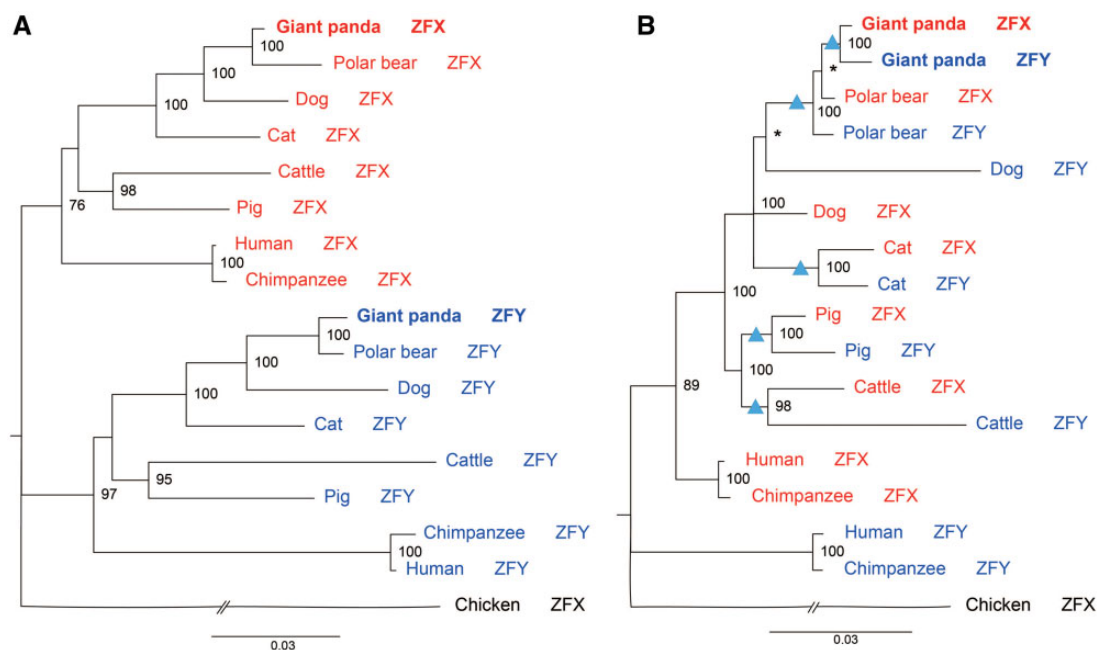 A
Giant panda ZFX
100
Polar bear ZFX
100
Dog ZFX
100
Cat ZFX
Cattle ZFX
98
76
Pig ZFX
Human ZFX
100
Chimpanzee ZFX
Giant panda ZFY
100
Polar bear ZFY
100
Dog ZFY
100
Cat ZFY
Cattle ZFY
95
97
Pig ZFY
Chimpanzee ZFY
100
Human ZFY
Chicken ZFX
0.03
B
Giant panda ZFX
100
Giant panda ZFY
*
Polar bear ZFX
100
Polar bear ZFY
*
Dog ZFY
100
Dog ZFX
Cat ZFX
100
Cat ZFY
100
Pig ZFX
100
Pig ZFY
100
Cattle ZFX
89
98
Cattle ZFY
Human ZFX
100
Chimpanzee ZFX
Human ZFY
100
Chimpanzee ZFY
Chicken ZFX
0.03